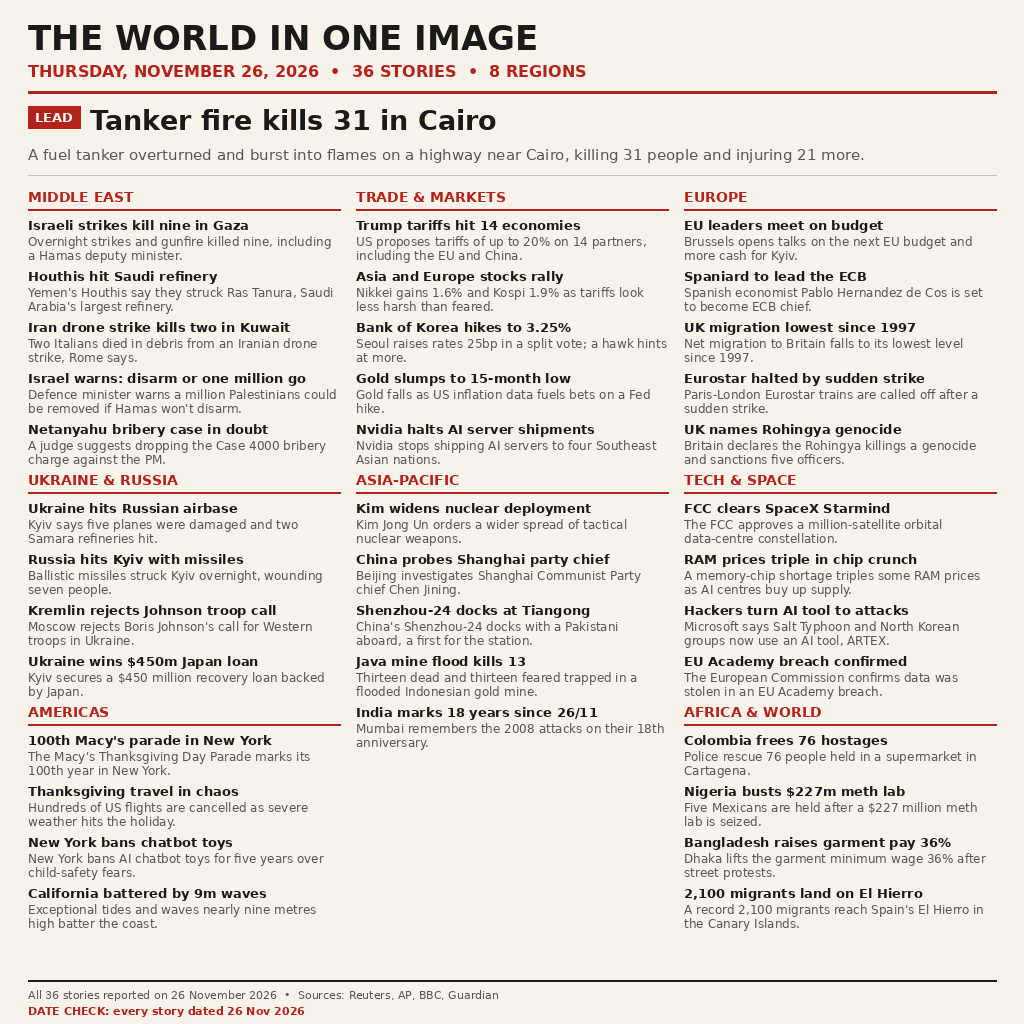 THE WORLD IN ONE IMAGE
THURSDAY, NOVEMBER 26, 2026 • 36 STORIES • 8 REGIONS
LEAD Tanker fire kills 31 in Cairo
A fuel tanker overturned and burst into flames on a highway near Cairo, killing 31 people and injuring 21 more.
MIDDLE EAST
Israeli strikes kill nine in Gaza
Overnight strikes and gunfire killed nine, including
a Hamas deputy minister.
Houthis hit Saudi refinery
Yemen's Houthis say they struck Ras Tanura, Saudi
Arabia's largest refinery.
Iran drone strike kills two in Kuwait
Two Italians died in debris from an Iranian drone
strike, Rome says.
Israel warns: disarm or one million go
Defence minister warns a million Palestinians could
be removed if Hamas won't disarm.
Netanyahu bribery case in doubt
A judge suggests dropping the Case 4000 bribery
charge against the PM.
UKRAINE & RUSSIA
Ukraine hits Russian airbase
Kyiv says five planes were damaged and two
Samara refineries hit.
Russia hits Kyiv with missiles
Ballistic missiles struck Kyiv overnight, wounding
seven people.
Kremlin rejects Johnson troop call
Moscow rejects Boris Johnson's call for Western
troops in Ukraine.
Ukraine wins $450m Japan loan
Kyiv secures a $450 million recovery loan backed
by Japan.
AMERICAS
100th Macy's parade in New York
The Macy's Thanksgiving Day Parade marks its
100th year in New York.
Thanksgiving travel in chaos
Hundreds of US flights are cancelled as severe
weather hits the holiday.
New York bans chatbot toys
New York bans AI chatbot toys for five years over
child-safety fears.
California battered by 9m waves
Exceptional tides and waves nearly nine metres
high batter the coast.
TRADE & MARKETS
Trump tariffs hit 14 economies
US proposes tariffs of up to 20% on 14 partners,
including the EU and China.
Asia and Europe stocks rally
Nikkei gains 1.6% and Kospi 1.9% as tariffs look
less harsh than feared.
Bank of Korea hikes to 3.25%
Seoul raises rates 25bp in a split vote; a hawk hints
at more.
Gold slumps to 15-month low
Gold falls as US inflation data fuels bets on a Fed
hike.
Nvidia halts AI server shipments
Nvidia stops shipping AI servers to four Southeast
Asian nations.
ASIA-PACIFIC
Kim widens nuclear deployment
Kim Jong Un orders a wider spread of tactical
nuclear weapons.
China probes Shanghai party chief
Beijing investigates Shanghai Communist Party
chief Chen Jining.
Shenzhou-24 docks at Tiangong
China's Shenzhou-24 docks with a Pakistani
aboard, a first for the station.
Java mine flood kills 13
Thirteen dead and thirteen feared trapped in a
flooded Indonesian gold mine.
India marks 18 years since 26/11
Mumbai remembers the 2008 attacks on their 18th
anniversary.
EUROPE
EU leaders meet on budget
Brussels opens talks on the next EU budget and
more cash for Kyiv.
Spaniard to lead the ECB
Spanish economist Pablo Hernandez de Cos is set
to become ECB chief.
UK migration lowest since 1997
Net migration to Britain falls to its lowest level
since 1997.
Eurostar halted by sudden strike
Paris-London Eurostar trains are called off after a
sudden strike.
UK names Rohingya genocide
Britain declares the Rohingya killings a genocide
and sanctions five officers.
TECH & SPACE
FCC clears SpaceX Starmind
The FCC approves a million-satellite orbital
data-centre constellation.
RAM prices triple in chip crunch
A memory-chip shortage triples some RAM prices
as AI centres buy up supply.
Hackers turn AI tool to attacks
Microsoft says Salt Typhoon and North Korean
groups now use an AI tool, ARTEX.
EU Academy breach confirmed
The European Commission confirms data was
stolen in an EU Academy breach.
AFRICA & WORLD
Colombia frees 76 hostages
Police rescue 76 people held in a supermarket in
Cartagena.
Nigeria busts $227m meth lab
Five Mexicans are held after a $227 million meth
lab is seized.
Bangladesh raises garment pay 36%
Dhaka lifts the garment minimum wage 36% after
street protests.
2,100 migrants land on El Hierro
A record 2,100 migrants reach Spain's El Hierro in
the Canary Islands.
All 36 stories reported on 26 November 2026 • Sources: Reuters, AP, BBC, Guardian
DATE CHECK: every story dated 26 Nov 2026